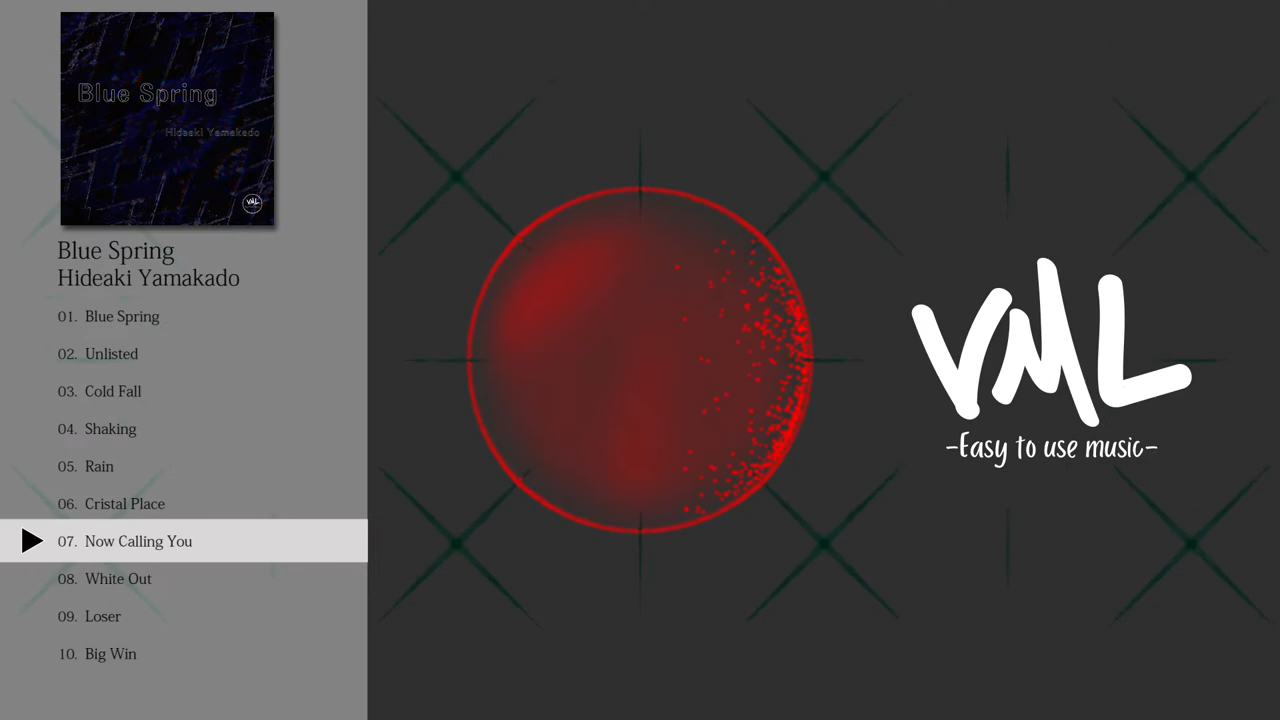 Blue Spring
Hideaki Yamakado
VML
Blue Spring
Hideaki Yamakado
01. Blue Spring
02. Unlisted
03. Cold Fall
04. Shaking
05. Rain
06. Cristal Place
07. Now Calling You
08. White Out
09. Loser
10. Big Win
VML
-Easy to use music-